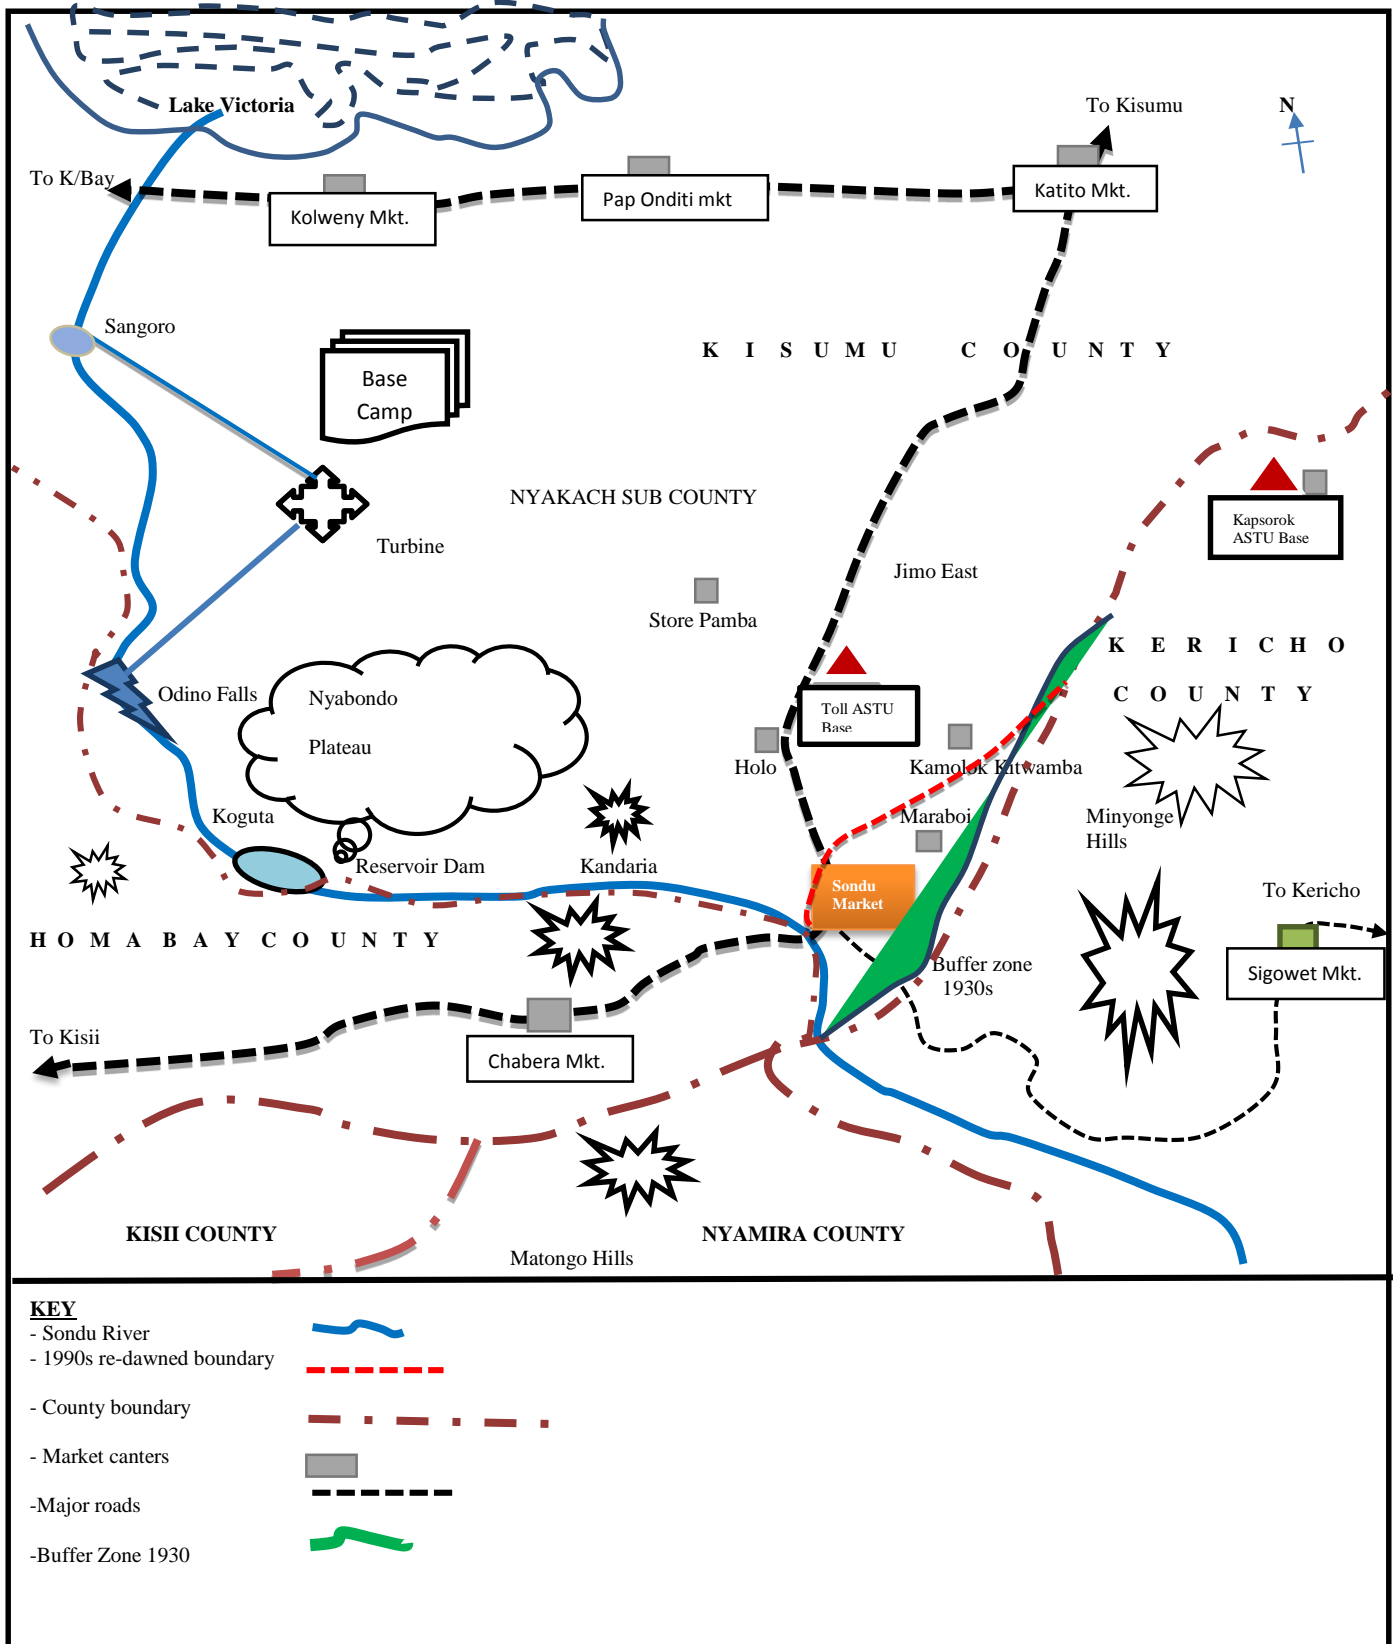 Lake Victoria
To Kisumu
N
To K/Bay
Kolweny Mkt.
Pap Onditi mkt
Katito Mkt.
Sangoro
Base
Camp
K I S U M U C O U N T Y
NYAKACH SUB COUNTY
Kapsorok
ASTU Base
Turbine
Jimo East
Store Pamba
K E R I C H O
C O U N T Y
Odino Falls
Nyabondo
Plateau
Toll ASTU
Base
Holo
Kamolok Kitwamba
Koguta
Maraboi
Minyonge
Hills
Reservoir Dam
Kandaria
Sondu
Market
To Kericho
H O M A B A Y C O U N T Y
Buffer zone
1930s
Sigowet Mkt.
To Kisii
Chabera Mkt.
KISII COUNTY
NYAMIRA COUNTY
Matongo Hills
KEY
- Sondu River
- 1990s re-dawned boundary
- County boundary
- Market canters
-Major roads
-Buffer Zone 1930